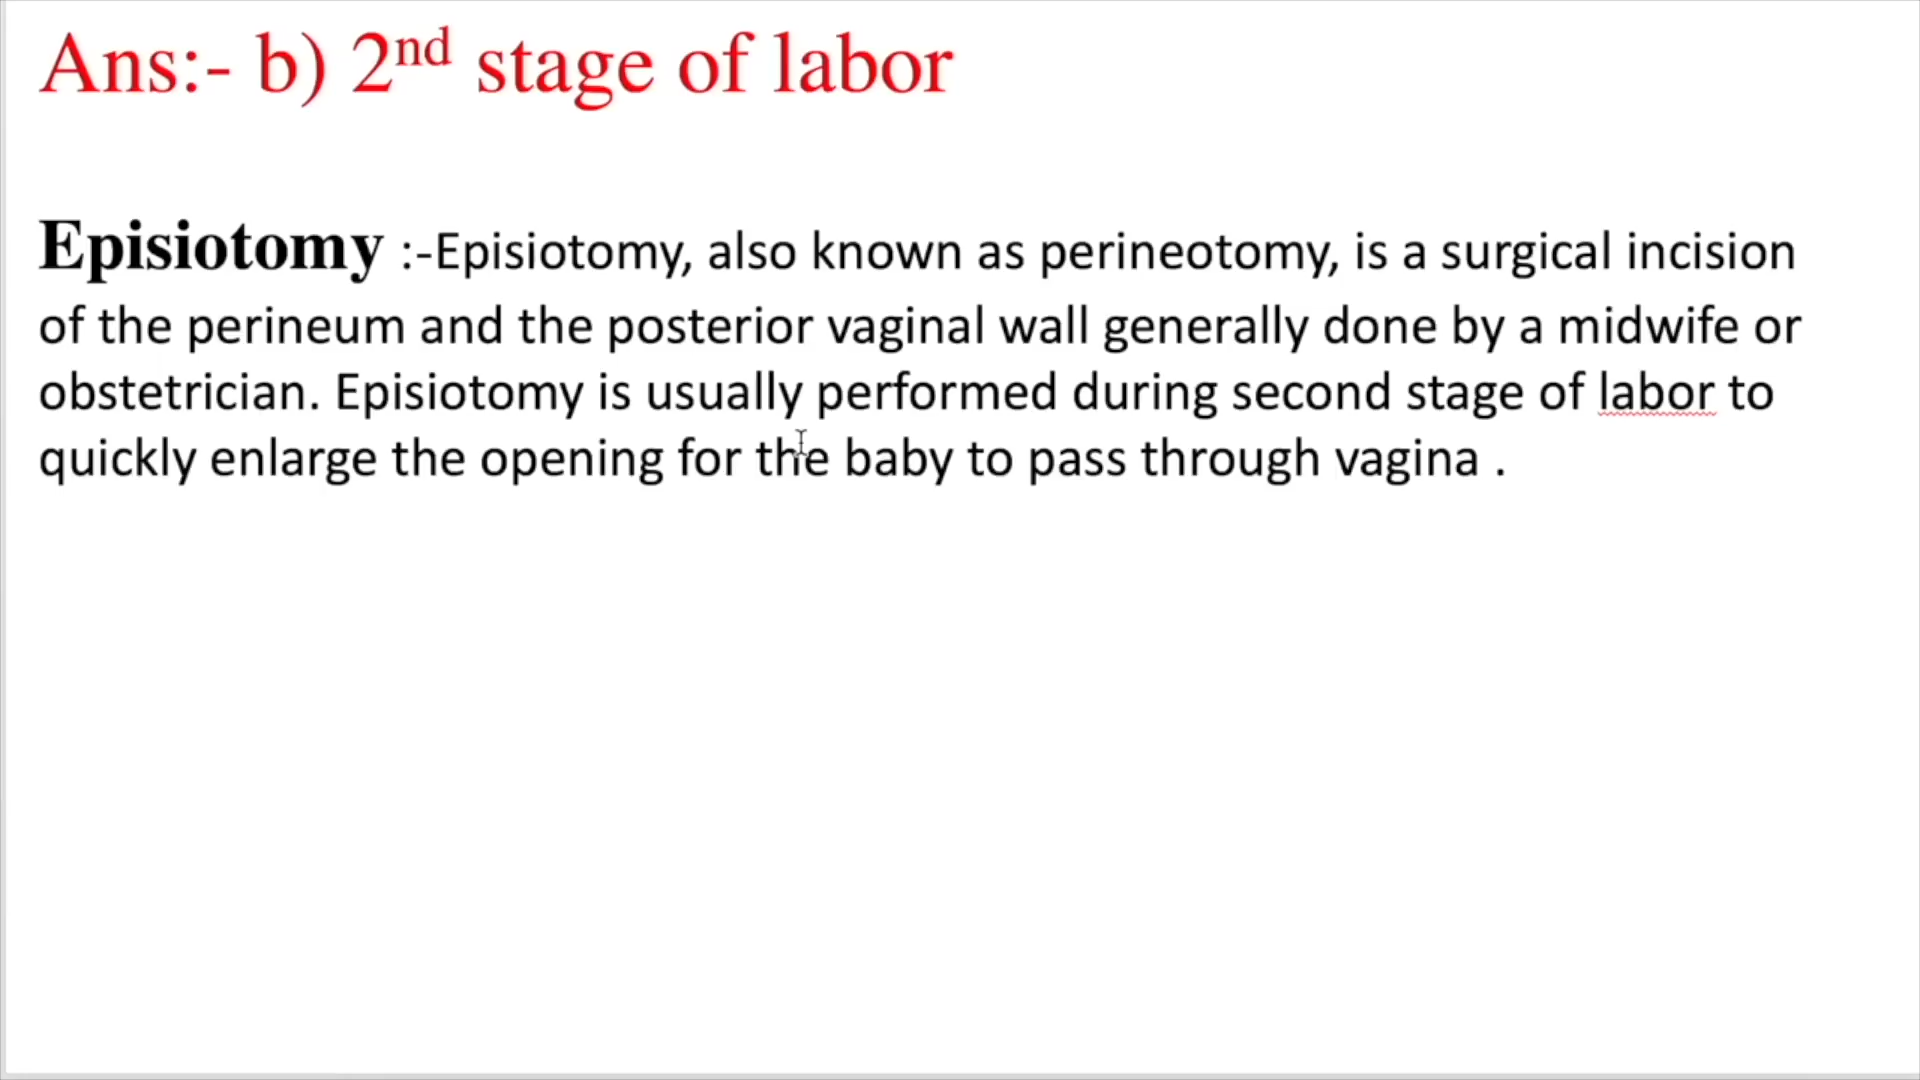 Ans:- b) 2nd stage of labor
Episiotomy :-Episiotomy, also known as perineotomy, is a surgical incision
of the perineum and the posterior vaginal wall generally done by a midwife or
obstetrician. Episiotomy is usually performed during second stage of labor to
quickly enlarge the opening for the baby to pass through vagina .